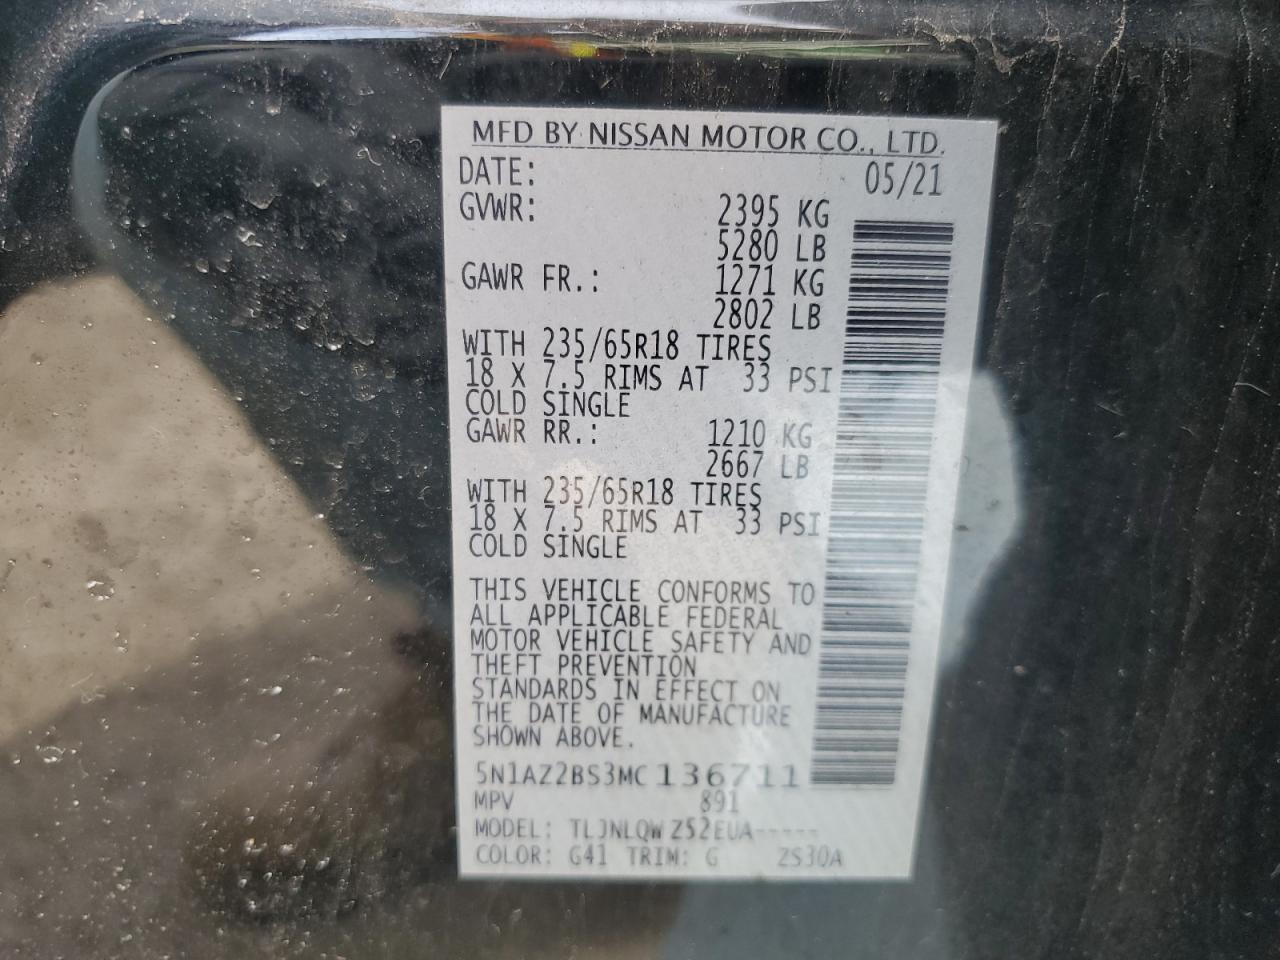 MFD BY NISSAN MOTOR CO., LTD.
DATE: 05/21
GVWR: 2395 KG
5280 LB
GAWR FR.: 1271 KG
2802 LB
WITH 235/65R18 TIRES
18 X 7.5 RIMS AT 33 PSI
COLD SINGLE
GAWR RR.: 1210 KG
2667 LB
WITH 235/65R18 TIRES
18 X 7.5 RIMS AT 33 PSI
COLD SINGLE
THIS VEHICLE CONFORMS TO
ALL APPLICABLE FEDERAL
MOTOR VEHICLE SAFETY AND
THEFT PREVENTION
STANDARDS IN EFFECT ON
THE DATE OF MANUFACTURE
SHOWN ABOVE.
5N1AZ2BS3MC136711
MPV 891
MODEL: TLJNLQW Z52EUA-----
COLOR: G41 TRIM: G ZS30A